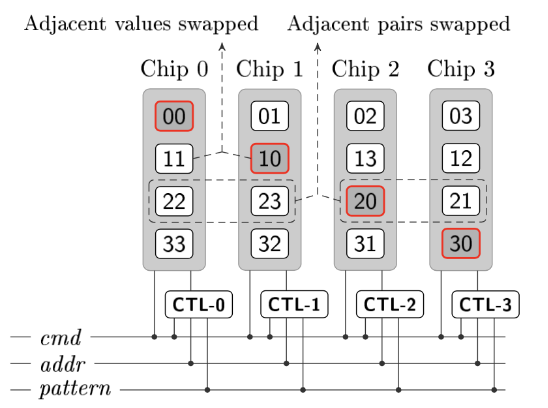 Adjacent values swapped Adjacent pairs swapped
Chip 0 Chip 1 Chip 2 Chip 3
00 01 02 03
11 10 13 12
22 23 20 21
33 32 31 30
CTL-0 CTL-1 CTL-2 CTL-3
cmd
addr
pattern